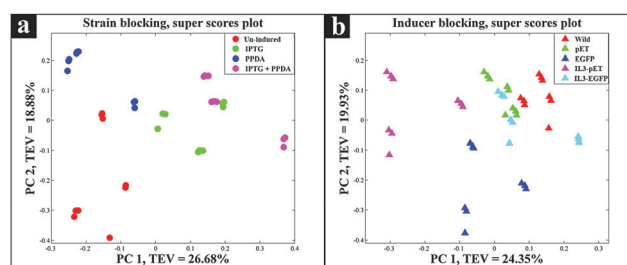 a
Strain blocking, super scores plot
Un-induced
IPTG
PPDA
IPTG + PPDA
PC 2, TEV = 18.88%
0.2
0.1
0
-0.1
-0.2
-0.3
-0.4
-0.3
-0.2
-0.1
0
0.1
0.2
0.3
0.4
PC 1, TEV = 26.68%
b
Inducer blocking, super scores plot
Wild
pET
EGFP
IL3-pET
IL3-EGFP
PC 2, TEV = 19.93%
0.3
0.2
0.1
0
-0.1
-0.2
-0.3
-0.4
-0.3
-0.2
-0.1
0
0.1
0.2
0.3
PC 1, TEV = 24.35%